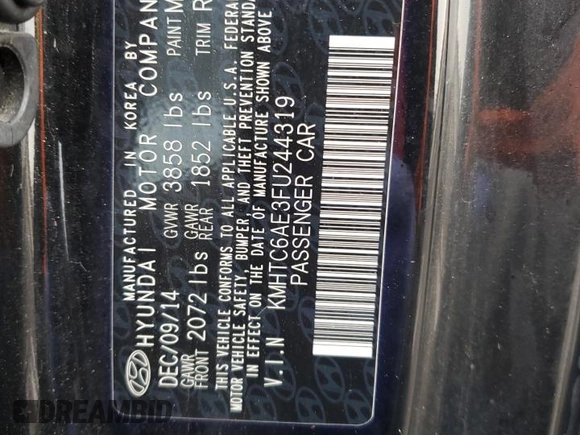 MANUFACTURED IN KOREA BY
HYUNDAI MOTOR COMPAN
DEC/09/14 GVWR 3858 lbs PAINT M
GAWR FRONT 2072 lbs GAWR REAR 1852 lbs TRIM R
THIS VEHICLE CONFORMS TO ALL APPLICABLE U.S.A. FEDERA
MOTOR VEHICLE SAFETY, BUMPER, AND THEFT PREVENTION STAND
IN EFFECT ON THE DATE OF MANUFACTURE SHOWN ABOVE
V.I.N KMHTC6AE3FU244319
PASSENGER CAR
DREAMBID